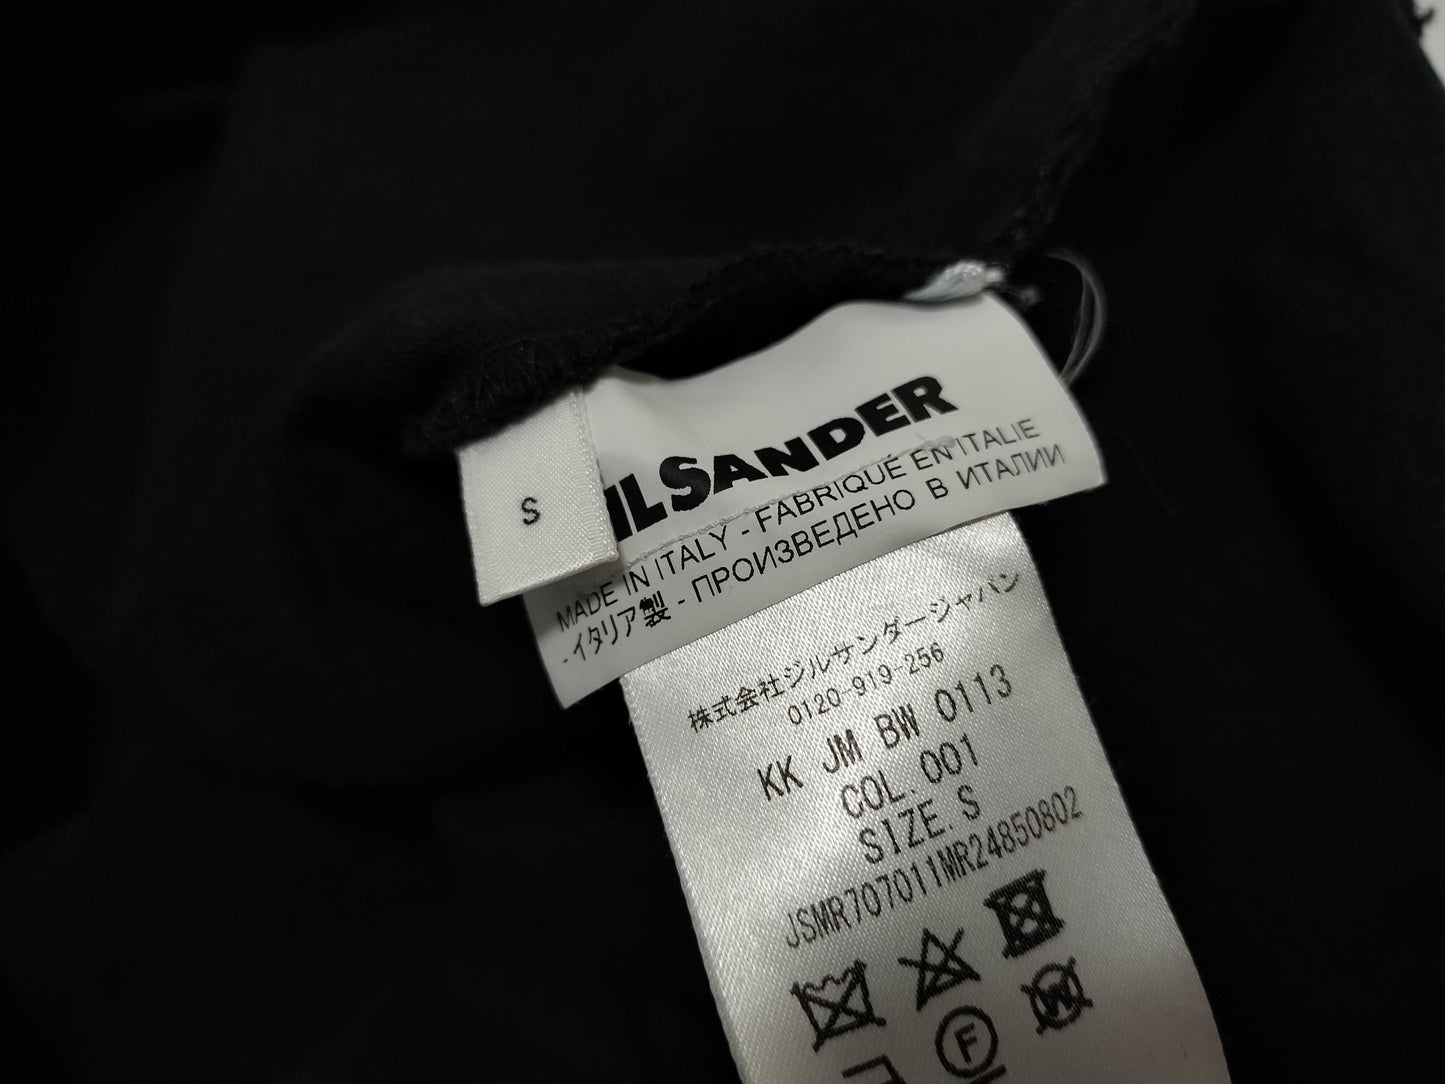 S
JIL SANDER
MADE IN ITALY - FABRIQUÉ EN ITALIE
- イタリア製 - ПРОИЗВЕДЕНО В ИТАЛИИ
株式会社ジルサンダージャパン
0120-919-256
KK JM BW 0113
COL. 001
SIZE. S
JSMR707011MR24850802
W
F